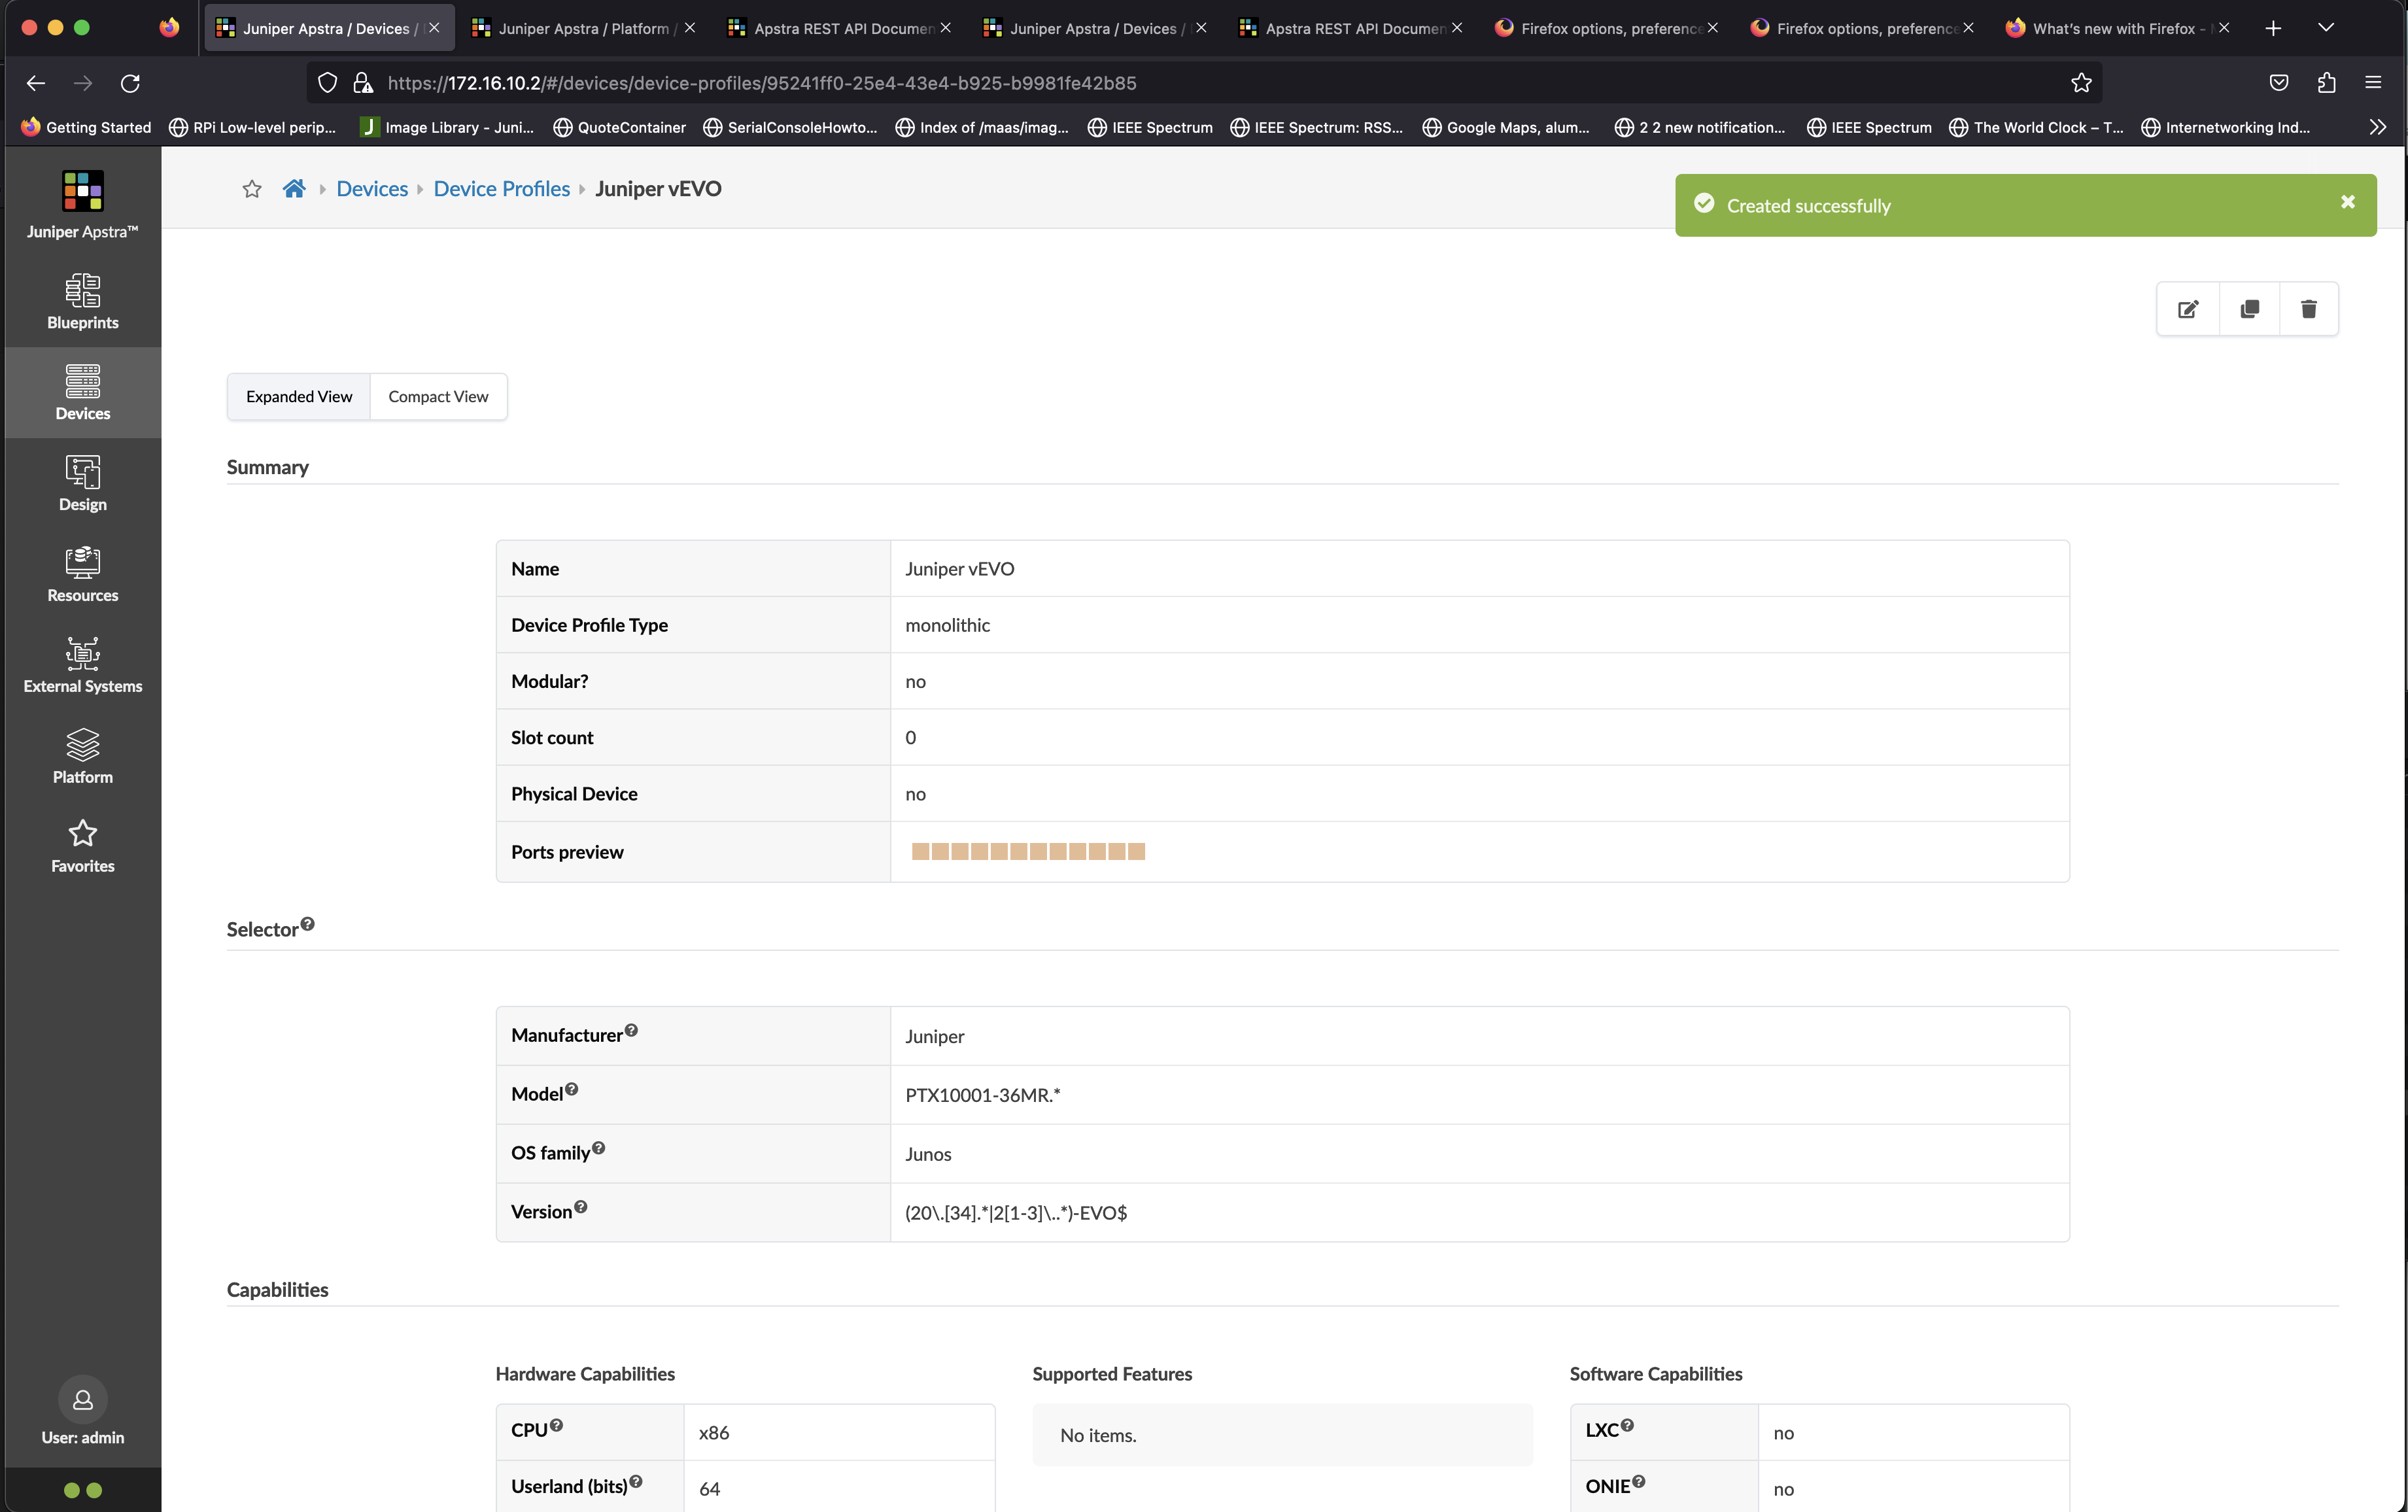 Juniper Apstra / Devices /
Juniper Apstra / Platform /
Apstra REST API Documen
Juniper Apstra / Devices /
Apstra REST API Documen
Firefox options, preference
Firefox options, preference
What's new with Firefox -
https://172.16.10.2/#/devices/device-profiles/95241ff0-25e4-43e4-b925-b9981fe42b85
Getting Started
RPi Low-level perip...
Image Library - Juni...
QuoteContainer
SerialConsoleHowto...
Index of /maas/imag...
IEEE Spectrum
IEEE Spectrum: RSS...
Google Maps, alum...
2 2 new notification...
IEEE Spectrum
The World Clock – T...
Internetworking Ind...
Juniper Apstra™
Blueprints
Devices
Design
Resources
External Systems
Platform
Favorites
User: admin
Devices
Device Profiles
Juniper vEVO
Created successfully
Expanded View
Compact View
Summary
Name
Juniper vEVO
Device Profile Type
monolithic
Modular?
no
Slot count
0
Physical Device
no
Ports preview
Selector
Manufacturer
Juniper
Model
PTX10001-36MR.*
OS family
Junos
Version
(20\.[34].*|2[1-3]\..*)-EVO$
Capabilities
Hardware Capabilities
CPU
x86
Userland (bits)
64
Supported Features
No items.
Software Capabilities
LXC
no
ONIE
no